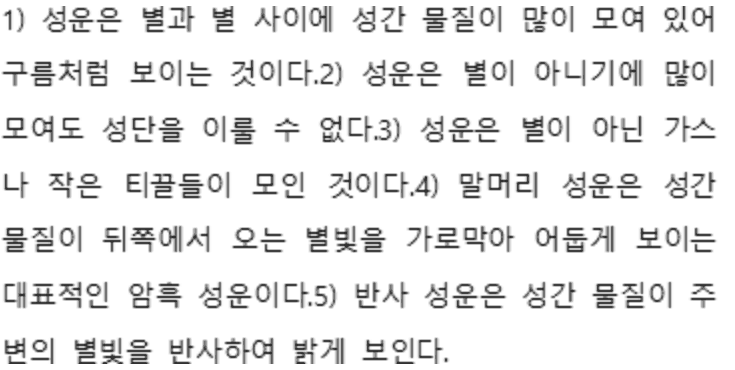 1) 성운은 별과 별 사이에 성간 물질이 많이 모여 있어
구름처럼 보이는 것이다.2) 성운은 별이 아니기에 많이
모여도 성단을 이룰 수 없다.3) 성운은 별이 아닌 가스
나 작은 티끌들이 모인 것이다.4) 말머리 성운은 성간
물질이 뒤쪽에서 오는 별빛을 가로막아 어둡게 보이는
대표적인 암흑 성운이다.5) 반사 성운은 성간 물질이 주
변의 별빛을 반사하여 밝게 보인다.